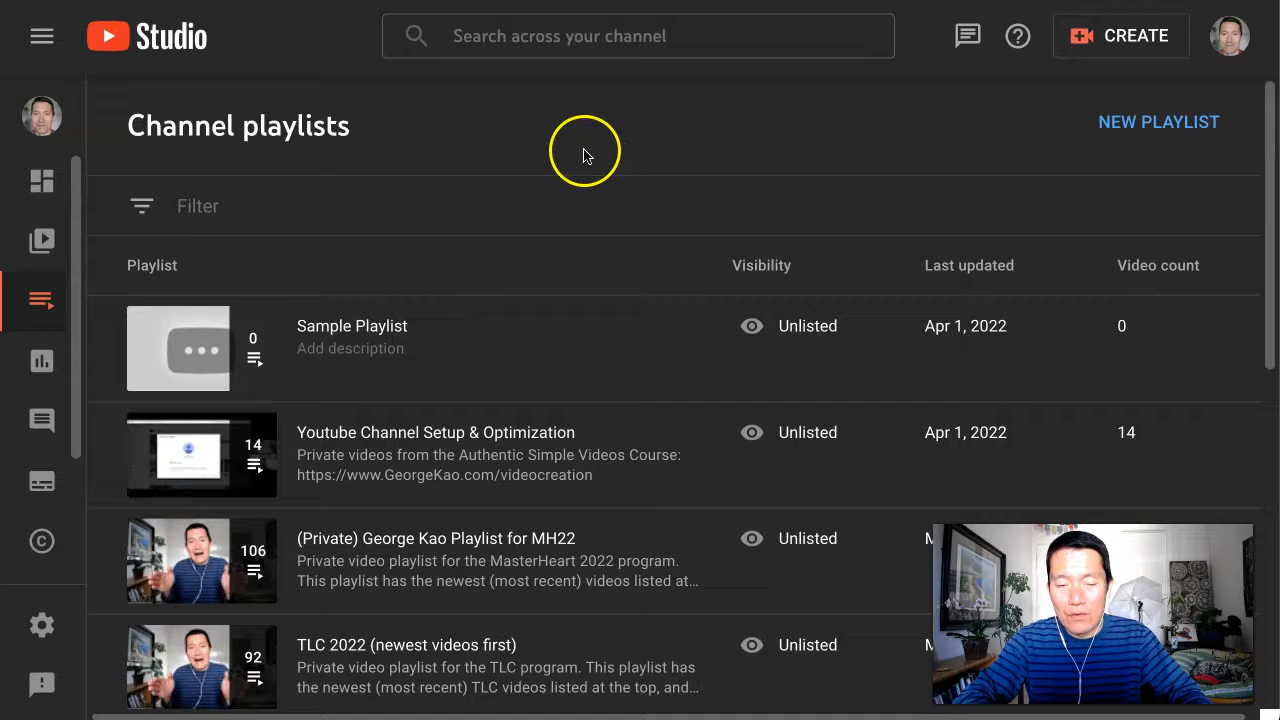 Studio
Search across your channel
CREATE
Channel playlists
NEW PLAYLIST
Filter
Playlist
Visibility
Last updated
Video count
0
Sample Playlist
Add description
Unlisted
Apr 1, 2022
0
14
Youtube Channel Setup & Optimization
Private videos from the Authentic Simple Videos Course:
https://www.GeorgeKao.com/videocreation
Unlisted
Apr 1, 2022
14
106
(Private) George Kao Playlist for MH22
Private video playlist for the MasterHeart 2022 program.
This playlist has the newest (most recent) videos listed at...
Unlisted
92
TLC 2022 (newest videos first)
Private video playlist for the TLC program. This playlist has
the newest (most recent) TLC videos listed at the top, and...
Unlisted